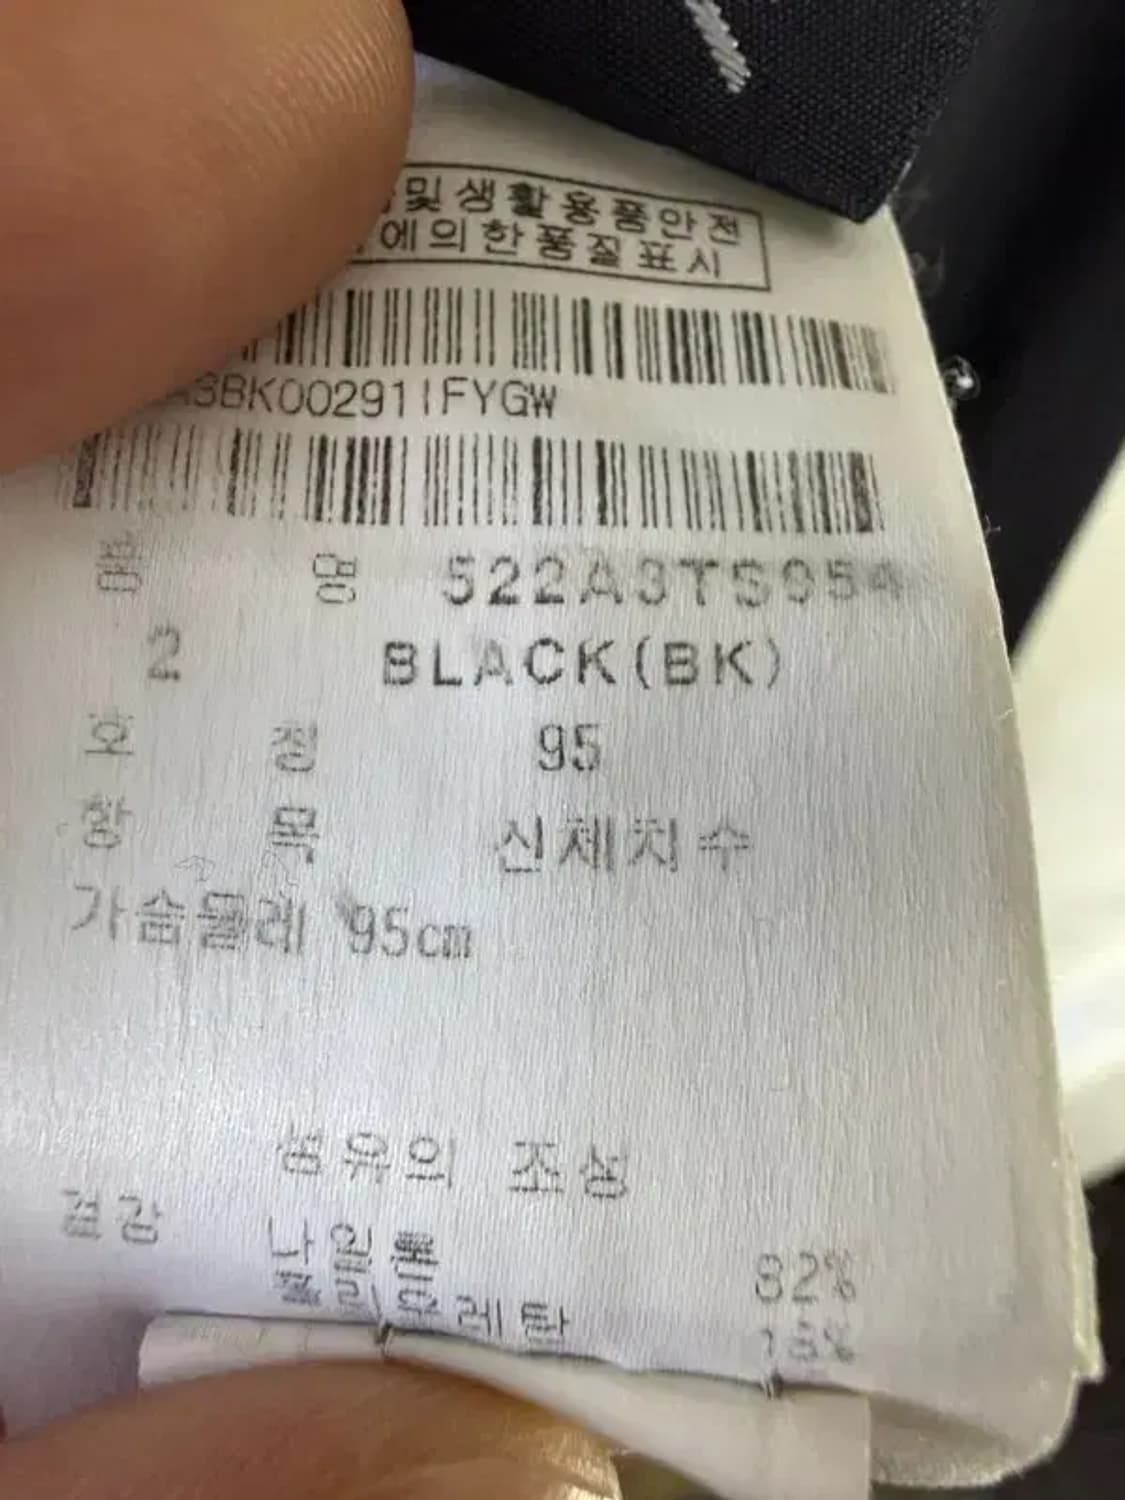 및생활용품안전
에의한품질표시
A3BK00291IFYGW
품 명 522A3TS954
2 BLACK(BK)
호 칭 95
항 목 신체치수
가슴둘레 95cm
섬유의 조성
겉감 나일론 82%
폴리우레탄 18%